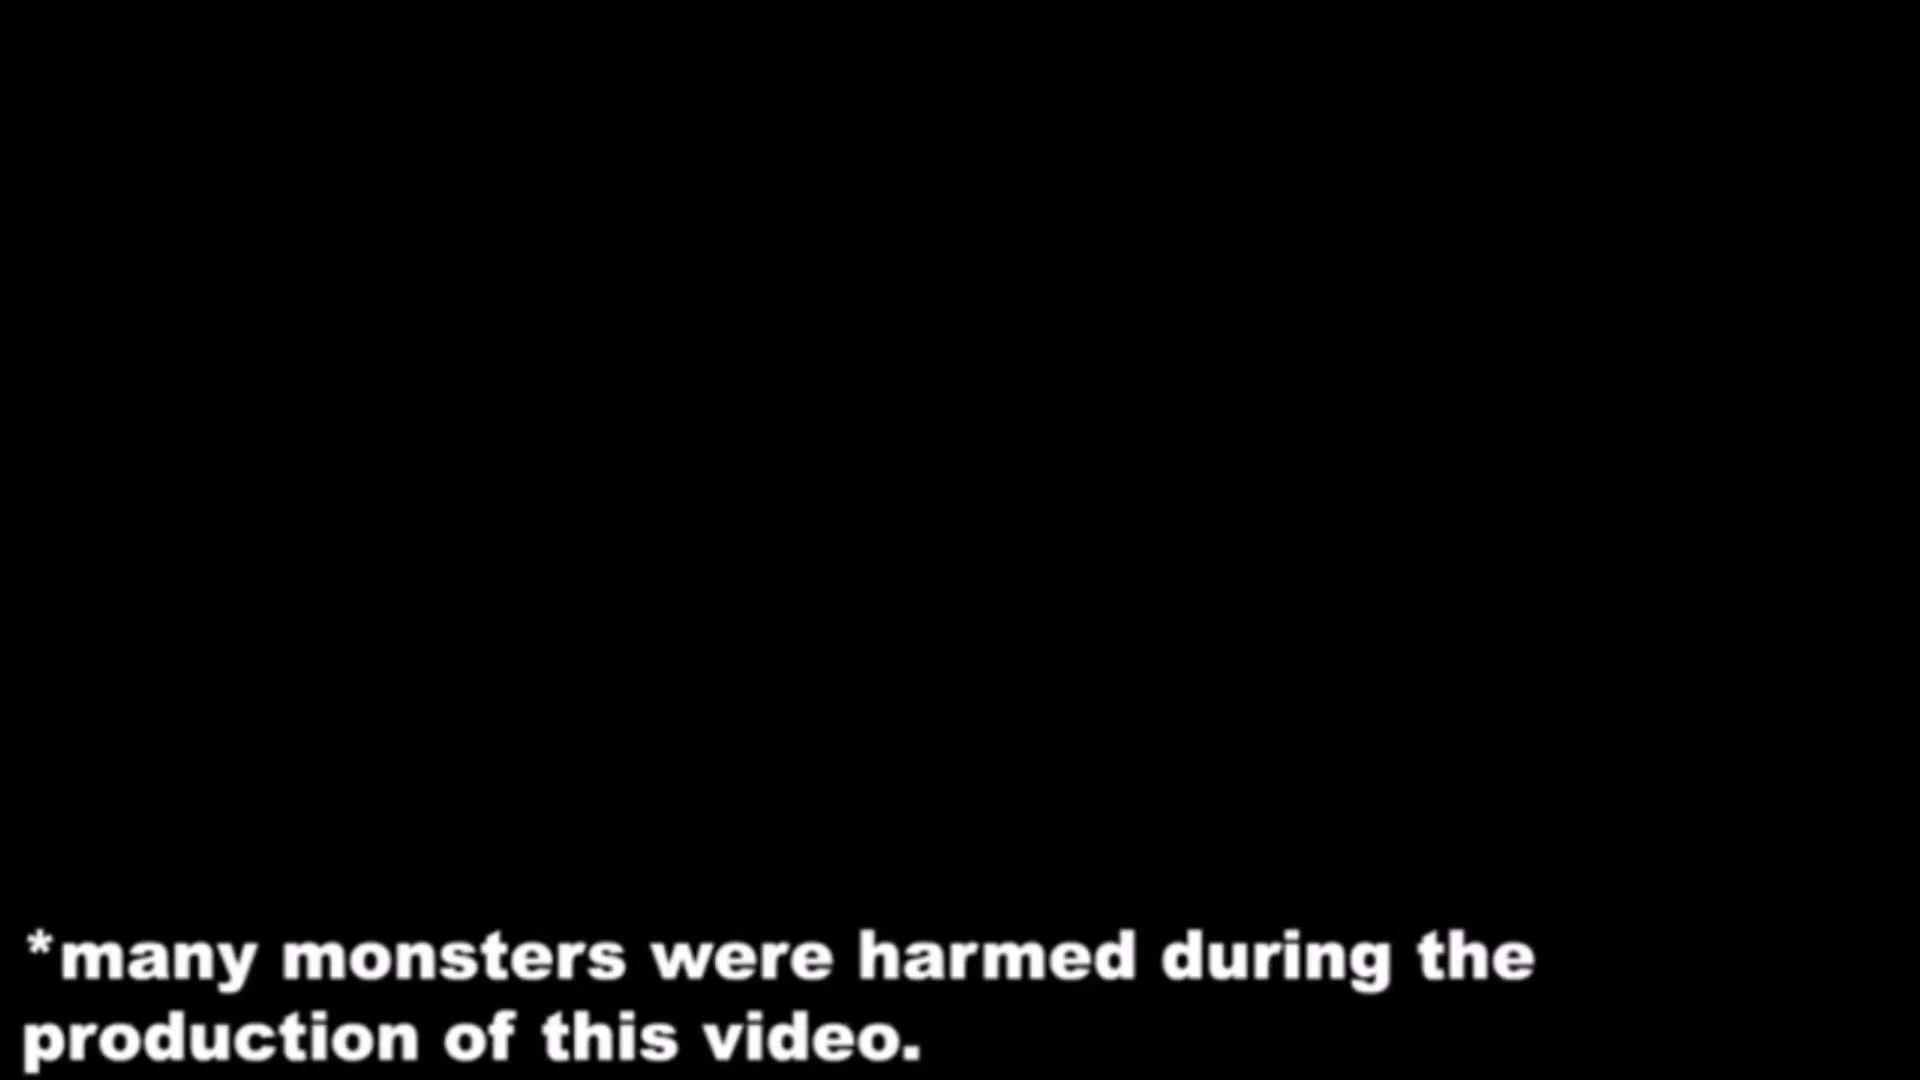 *many monsters were harmed during the
production of this video.